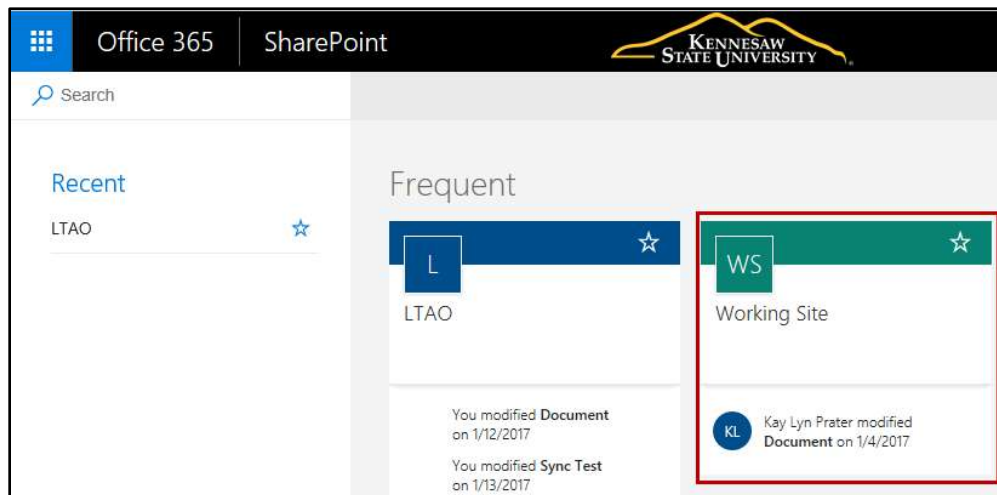 Office 365
SharePoint
KENNESAW
STATE UNIVERSITY
Search
Recent
LTAO
Frequent
L
LTAO
You modified Document
on 1/12/2017
You modified Sync Test
on 1/13/2017
WS
Working Site
KL
Kay Lyn Prater modified
Document on 1/4/2017